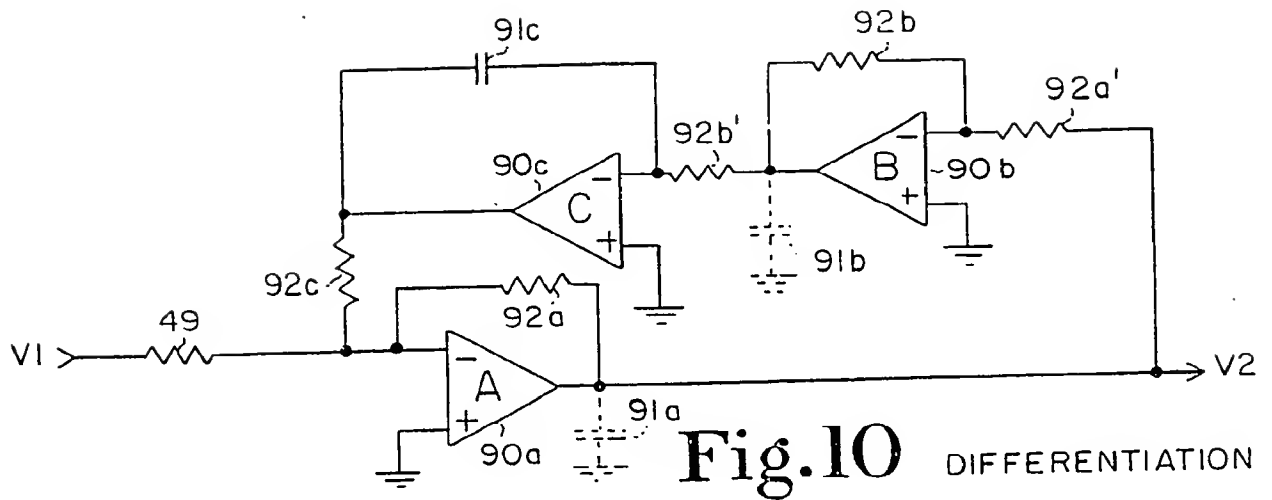 91c
92b
92a'
92b'
90c
-
C
+
-
B
+
90b
91b
92c
92a
49
V1
-
A
+
90a
91a
V2
Fig.10 DIFFERENTIATION